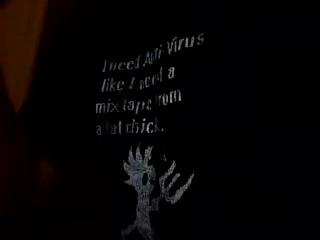 I need Anti-Virus
like I need a
mix tape from
a fat chick.